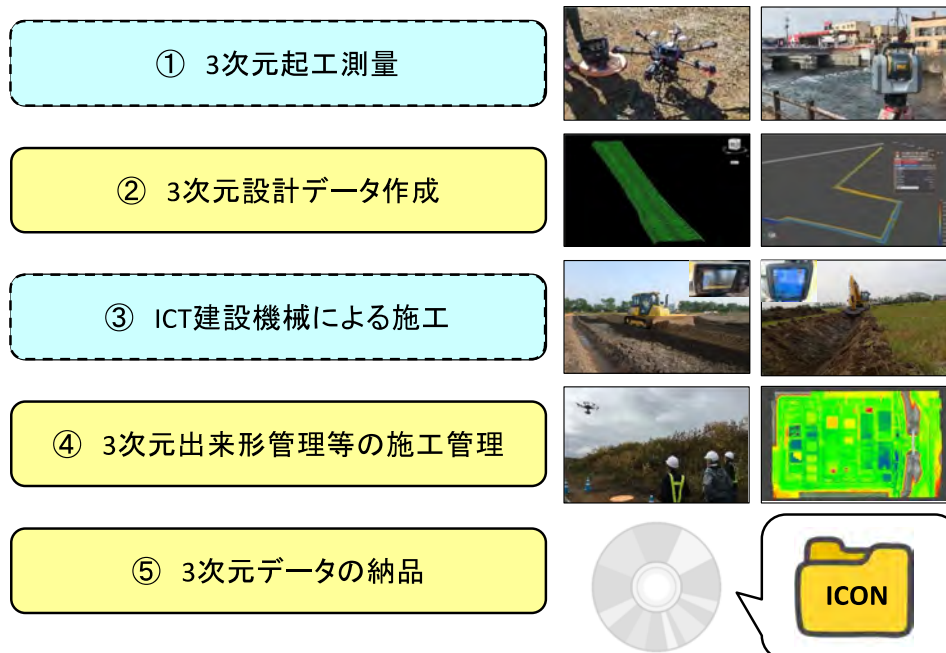 ① 3次元起工測量
② 3次元設計データ作成
③ ICT建設機械による施工
④ 3次元出来形管理等の施工管理
⑤ 3次元データの納品
ICON